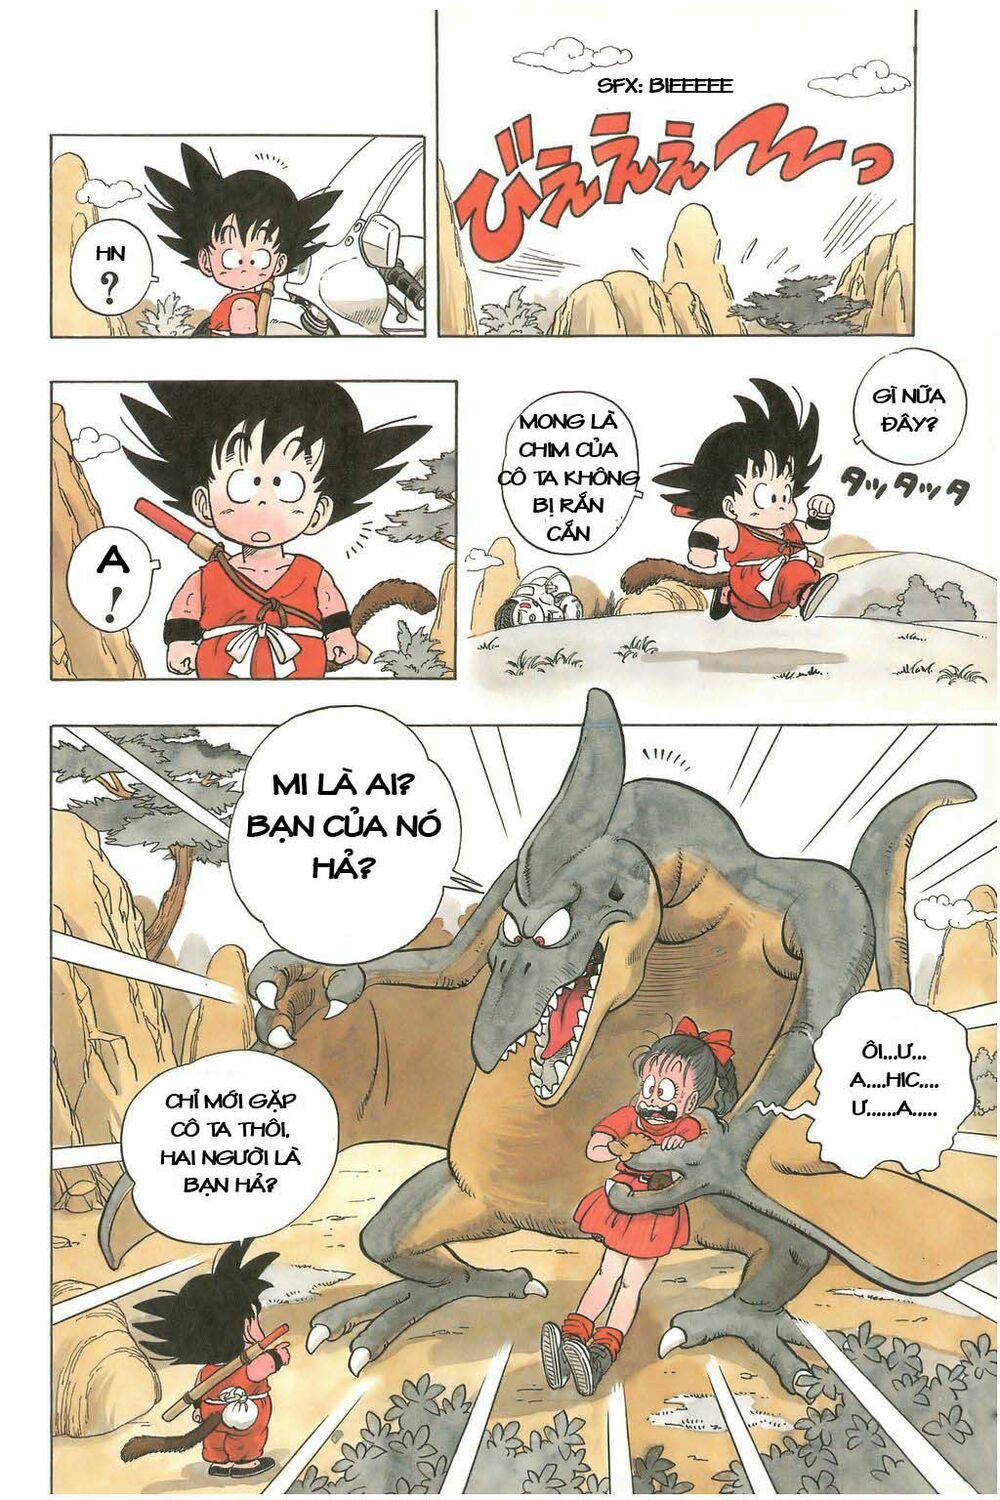 SFX: BIEEEEE
びぇぇぇーっ
HN
?
A
!
GÌ NỮA
ĐÂY?
タッタッタ
MONG LÀ
CHIM CỦA
CÔ TA KHÔNG
BỊ RẮN
CẮN
MI LÀ AI?
BẠN CỦA NÓ
HẢ?
CHỈ MỚI GẶP
CÔ TA THÔI.
HAI NGƯỜI LÀ
BẠN HẢ?
ÔI...Ư...
A....HIC....
Ư......A.....